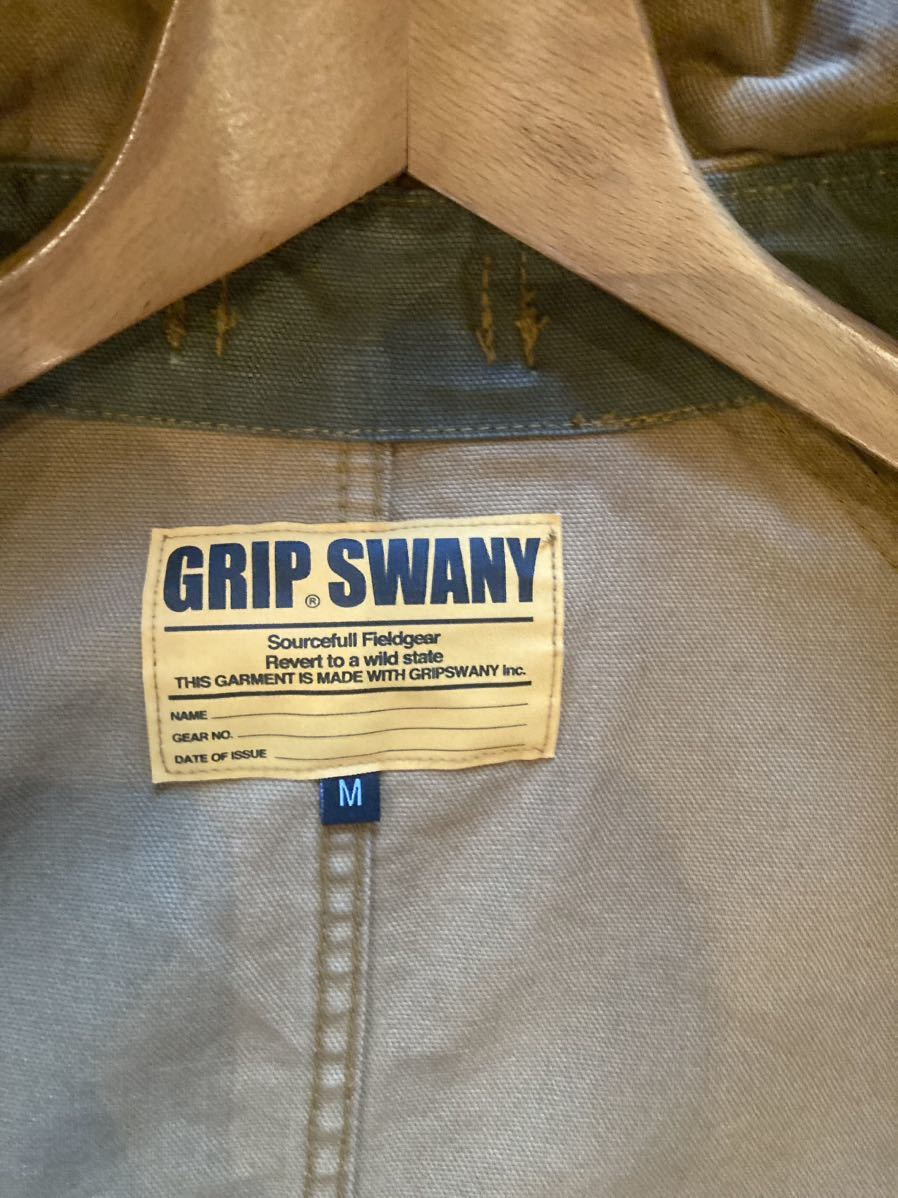 GRIP® SWANY
Sourcefull Fieldgear
Revert to a wild state
THIS GARMENT IS MADE WITH GRIPSWANY Inc.
NAME
GEAR NO.
DATE OF ISSUE
M